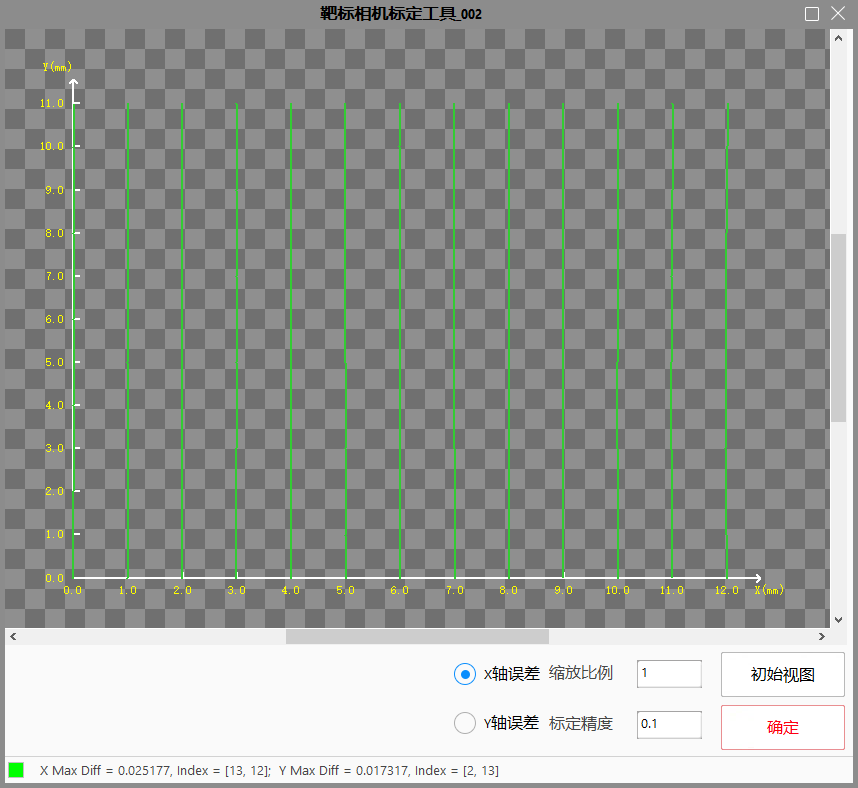 靶标相机标定工具_002
Y(mm)
11.0
10.0
9.0
8.0
7.0
6.0
5.0
4.0
3.0
2.0
1.0
0.0
0.0 1.0 2.0 3.0 4.0 5.0 6.0 7.0 8.0 9.0 10.0 11.0 12.0 X(mm)
X轴误差 缩放比例 1 初始视图
Y轴误差 标定精度 0.1 确定
X Max Diff = 0.025177, Index = [13, 12]; Y Max Diff = 0.017317, Index = [2, 13]